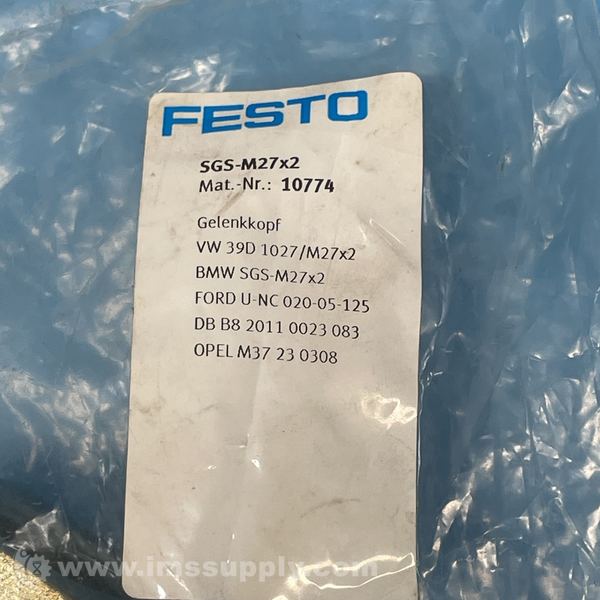 FESTO
SGS-M27x2
Mat.-Nr.: 10774
Gelenkkopf
VW 39D 1027/M27x2
BMW SGS-M27x2
FORD U-NC 020-05-125
DB B8 2011 0023 083
OPEL M37 23 0308
www.imssupply.com